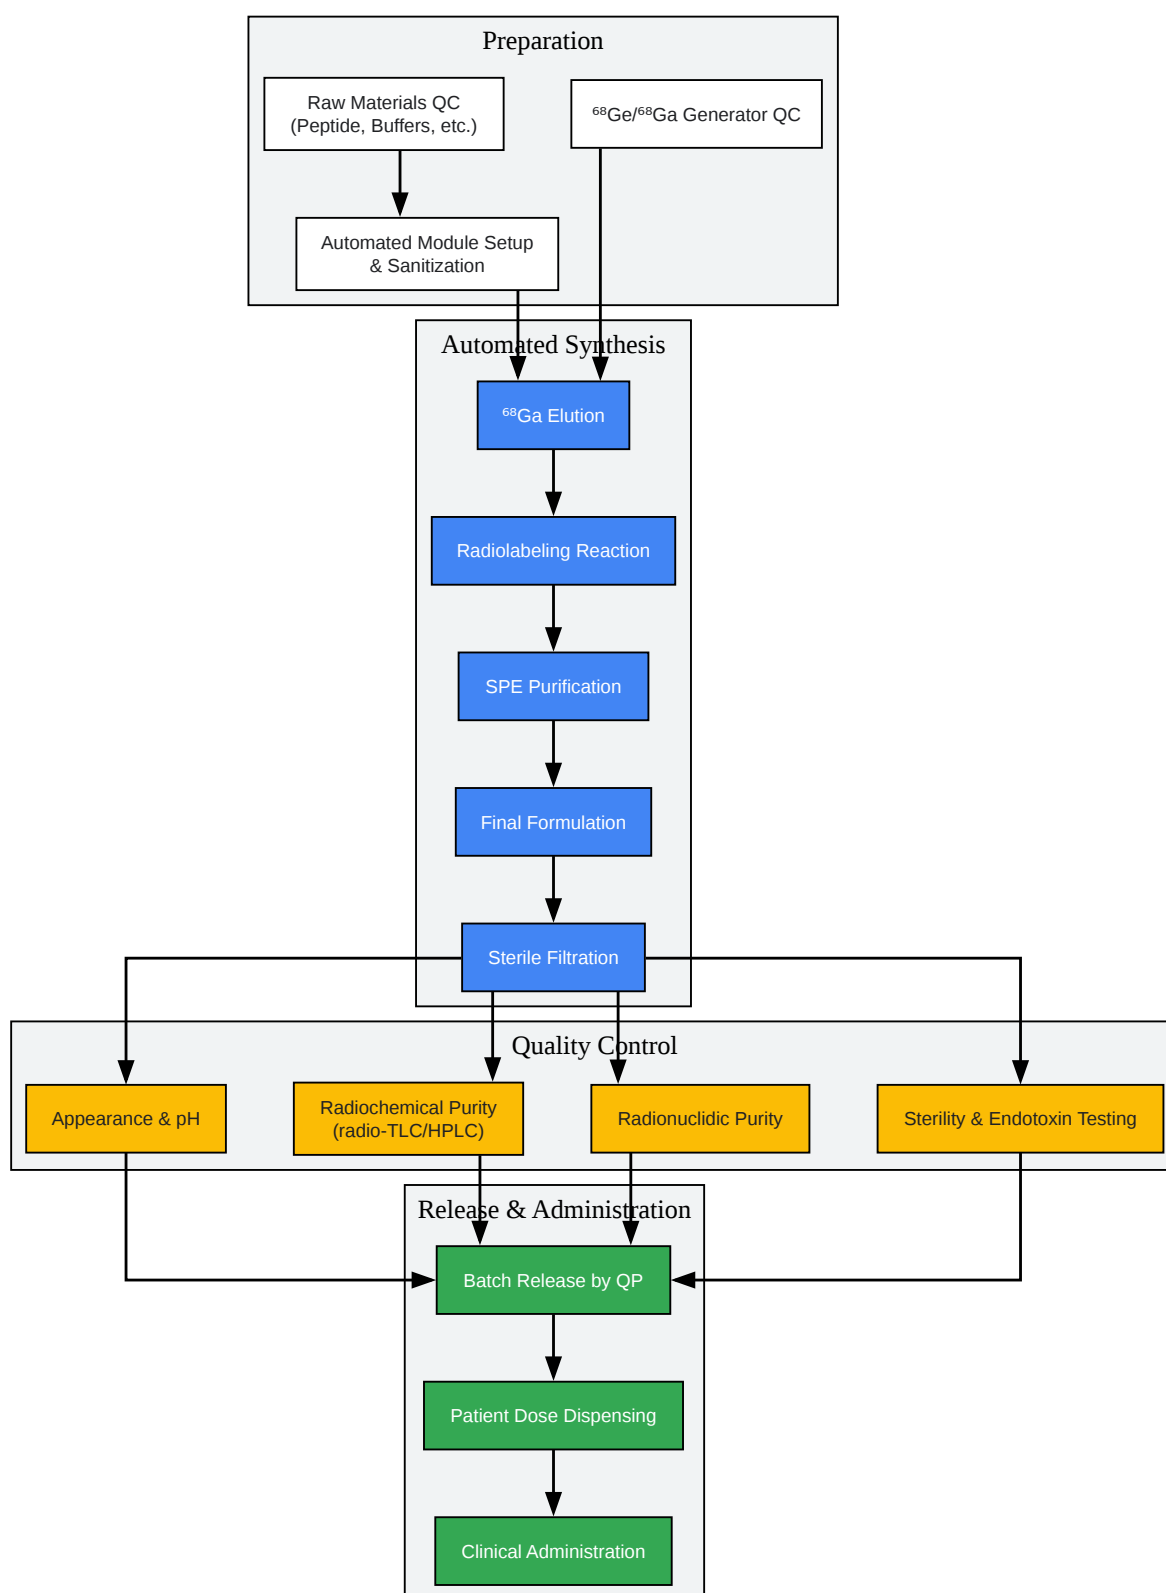 Preparation
Raw Materials QC
(Peptide, Buffers, etc.)
⁶⁸Ge/⁶⁸Ga Generator QC
Automated Module Setup
& Sanitization
Automated Synthesis
⁶⁸Ga Elution
Radiolabeling Reaction
SPE Purification
Final Formulation
Sterile Filtration
Quality Control
Appearance & pH
Radiochemical Purity
(radio-TLC/HPLC)
Radionuclidic Purity
Sterility & Endotoxin Testing
Release & Administration
Batch Release by QP
Patient Dose Dispensing
Clinical Administration